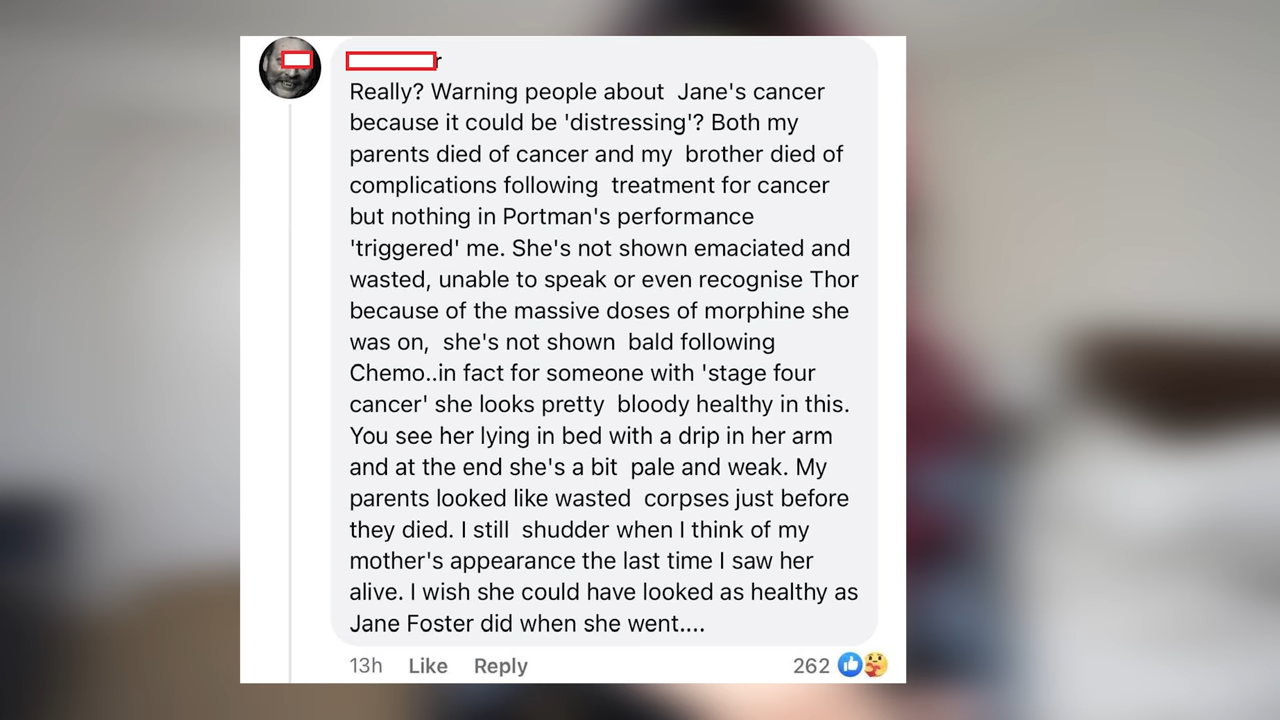 r
Really? Warning people about Jane's cancer
because it could be 'distressing'? Both my
parents died of cancer and my brother died of
complications following treatment for cancer
but nothing in Portman's performance
'triggered' me. She's not shown emaciated and
wasted, unable to speak or even recognise Thor
because of the massive doses of morphine she
was on, she's not shown bald following
Chemo..in fact for someone with 'stage four
cancer' she looks pretty bloody healthy in this.
You see her lying in bed with a drip in her arm
and at the end she's a bit pale and weak. My
parents looked like wasted corpses just before
they died. I still shudder when I think of my
mother's appearance the last time I saw her
alive. I wish she could have looked as healthy as
Jane Foster did when she went....
13h Like Reply 262